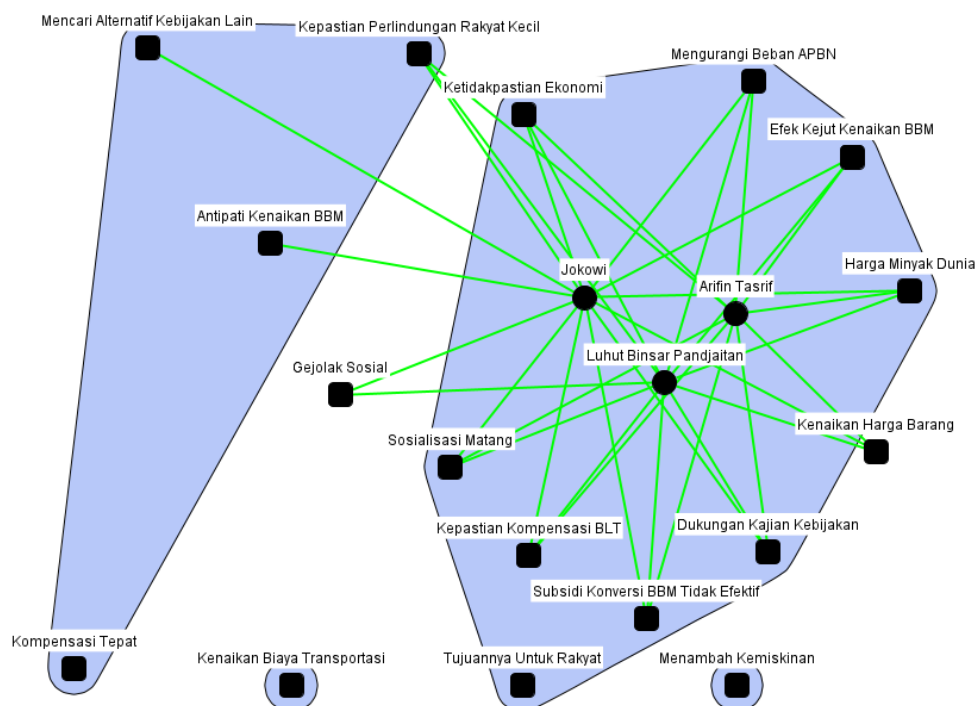 Mencari Alternatif Kebijakan Lain
Kepastian Perlindungan Rakyat Kecil
Mengurangi Beban APBN
Ketidakpastian Ekonomi
Efek Kejut Kenaikan BBM
Antipati Kenaikan BBM
Jokowi
Arifin Tasrif
Harga Minyak Dunia
Luhut Binsar Pandjaitan
Gejolak Sosial
Sosialisasi Matang
Kenaikan Harga Barang
Kepastian Kompensasi BLT
Dukungan Kajian Kebijakan
Subsidi Konversi BBM Tidak Efektif
Kompensasi Tepat
Kenaikan Biaya Transportasi
Tujuannya Untuk Rakyat
Menambah Kemiskinan